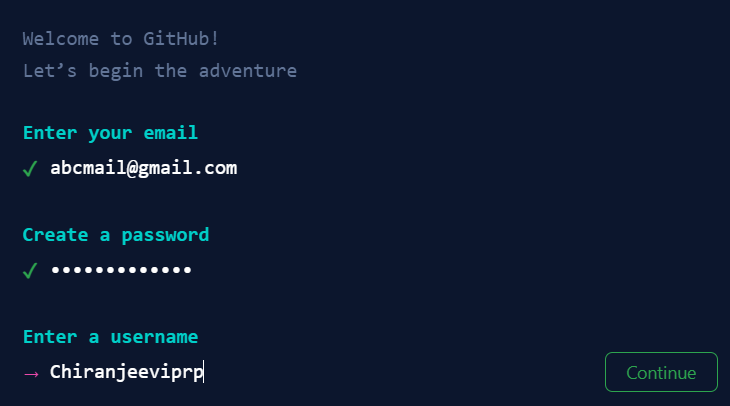 Welcome to GitHub!
Let’s begin the adventure
Enter your email
✓ abcmail@gmail.com
Create a password
✓ •••••••••••••
Enter a username
→ Chiranjeeviprp
Continue